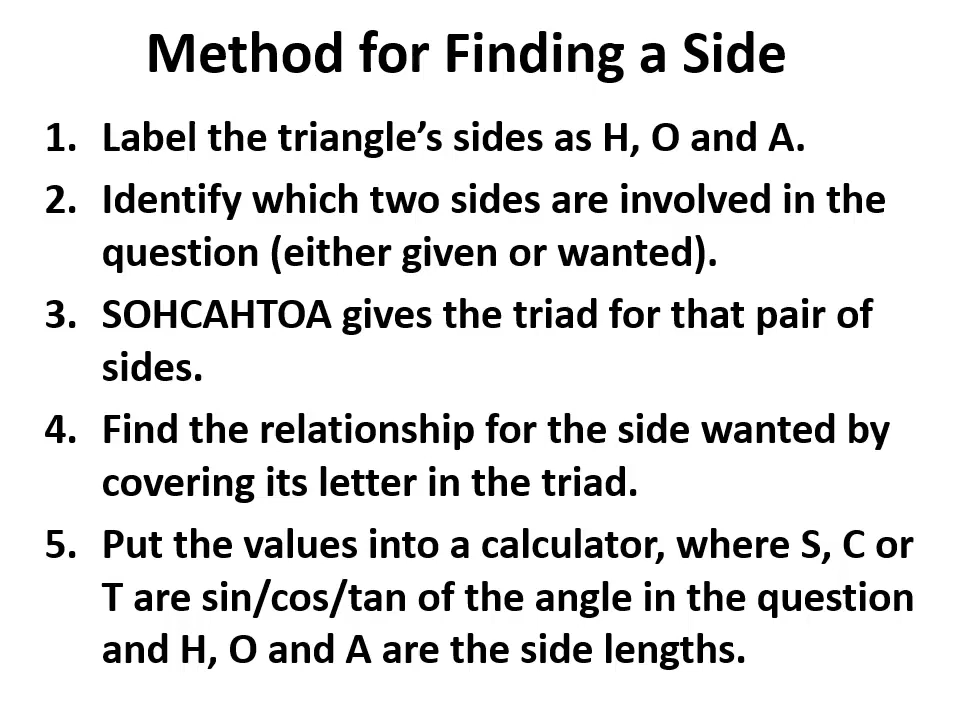 Method for Finding a Side
1. Label the triangle’s sides as H, O and A.
2. Identify which two sides are involved in the
question (either given or wanted).
3. SOHCAHTOA gives the triad for that pair of
sides.
4. Find the relationship for the side wanted by
covering its letter in the triad.
5. Put the values into a calculator, where S, C or
T are sin/cos/tan of the angle in the question
and H, O and A are the side lengths.